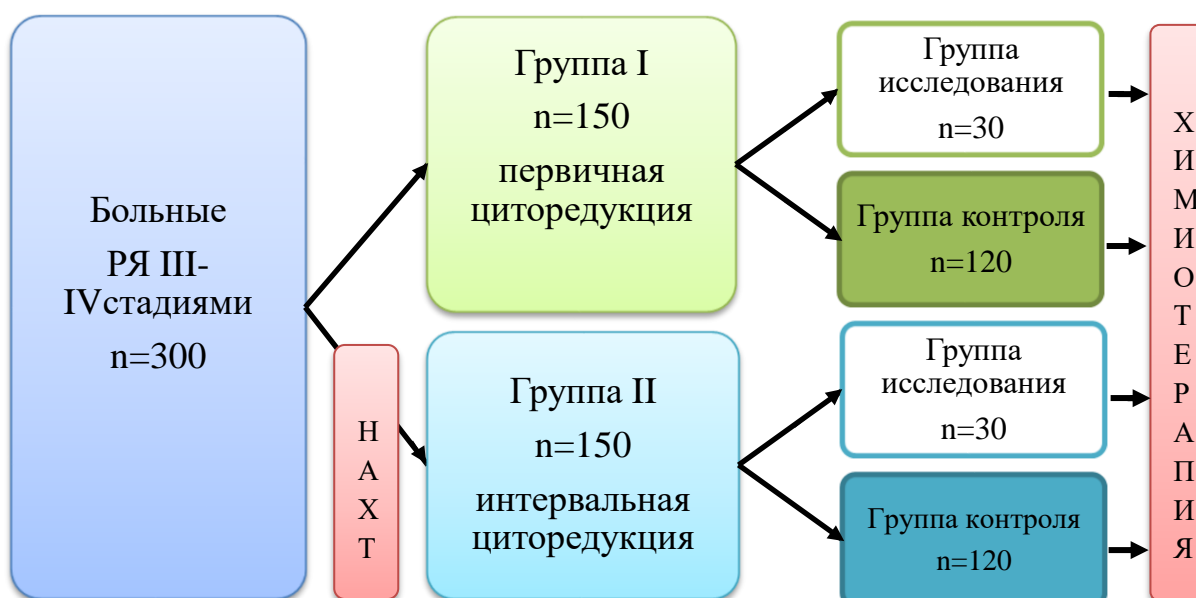 Больные
РЯ III-
IVстадиями
n=300
Н
А
Х
Т
Группа I
n=150
первичная
циторедукция
Группа II
n=150
интервальная
циторедукция
Группа
исследования
n=30
Группа контроля
n=120
Группа
исследования
n=30
Группа контроля
n=120
Х
И
М
И
О
Т
Е
Р
А
П
И
Я